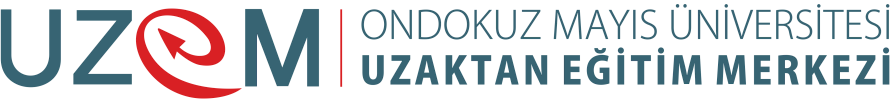 UZeM
ONDOKUZ MAYIS ÜNİVERSİTESİ
UZAKTAN EĞİTİM MERKEZİ